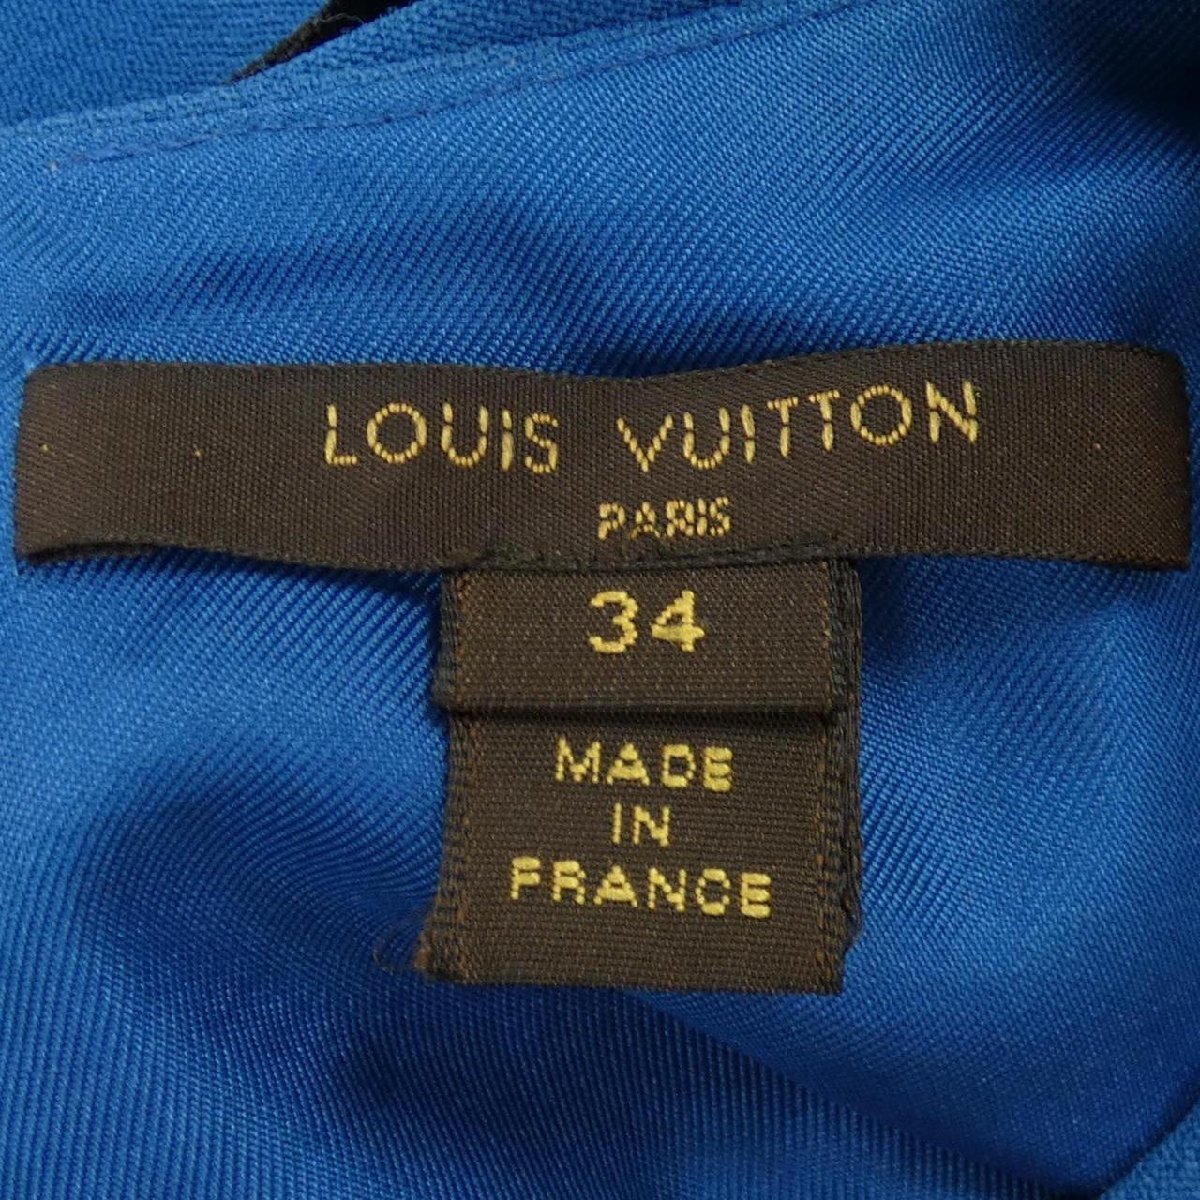 LOUIS VUITTON
PARIS
34
MADE
IN
FRANCE